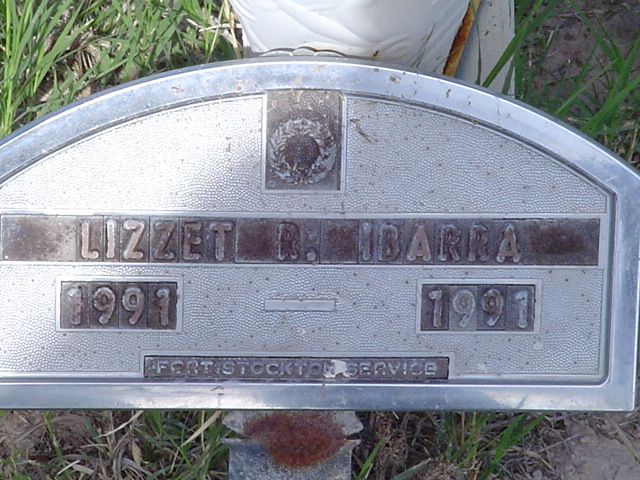 LIZZET R. IBARRA
1991 — 1991
FORT STOCKTON SERVICE